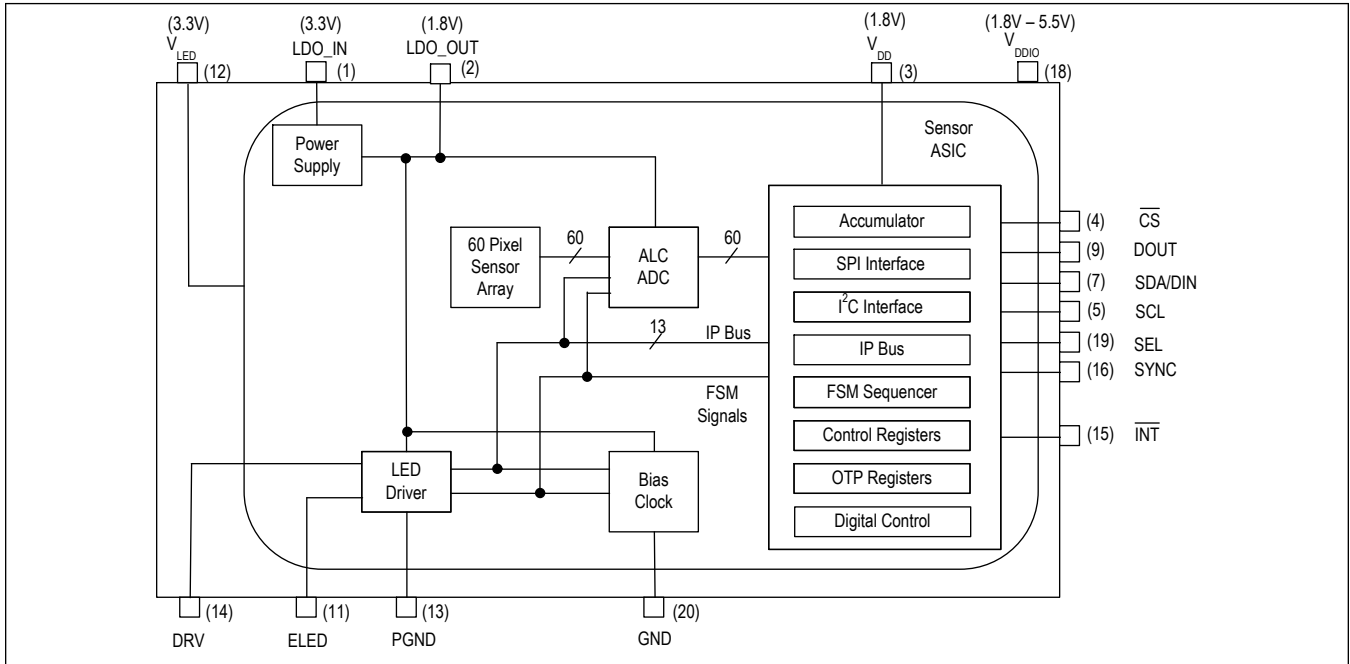 (3.3V)
V LED
(12)
(3.3V)
LDO_IN
(1)
(1.8V)
LDO_OUT
(2)
(1.8V)
V DD
(3)
(1.8V – 5.5V)
V DDIO
(18)
Power
Supply
Sensor
ASIC
60 Pixel
Sensor
Array
60
ALC
ADC
60
13
IP Bus
FSM
Signals
LED
Driver
Bias
Clock
Accumulator
SPI Interface
I²C Interface
IP Bus
FSM Sequencer
Control Registers
OTP Registers
Digital Control
(4) CS
(9) DOUT
(7) SDA/DIN
(5) SCL
(19) SEL
(16) SYNC
(15) INT
(14)
DRV
(11)
ELED
(13)
PGND
(20)
GND